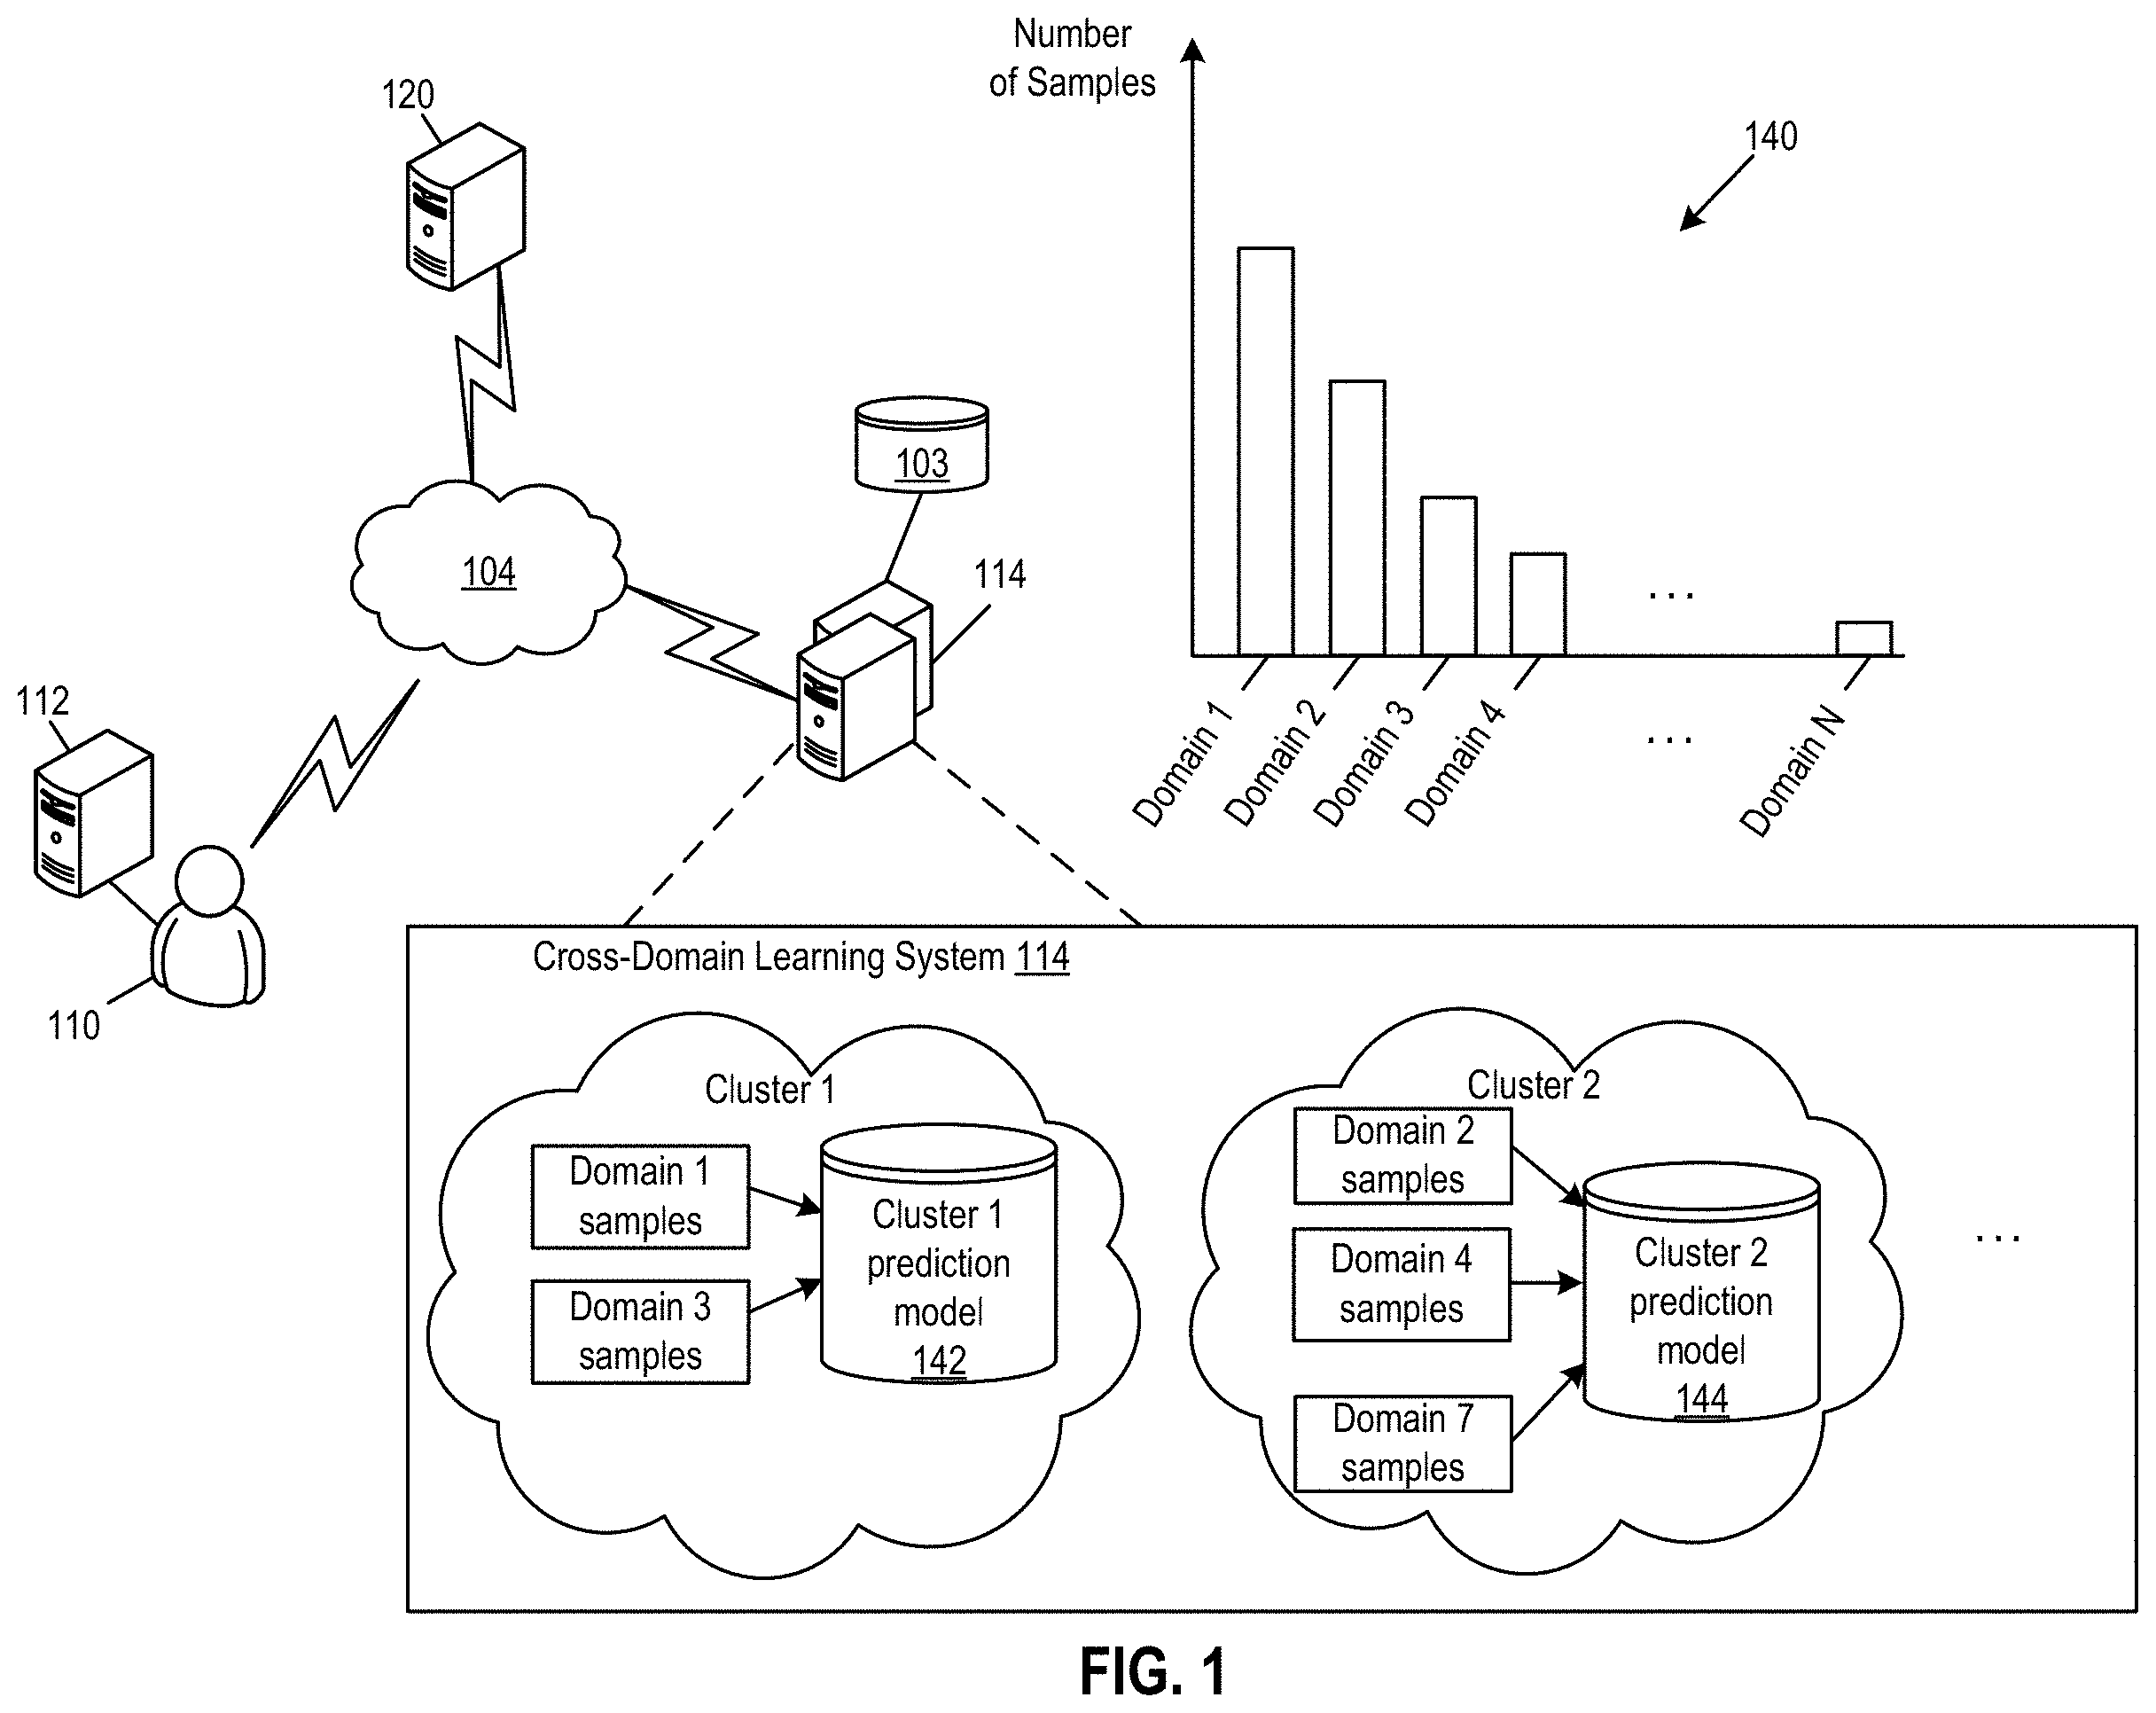 Number
of Samples
120
140
103
104
114
112
110
Domain 1
Domain 2
Domain 3
Domain 4
...
...
Domain N
Cross-Domain Learning System 114
Cluster 1
Domain 1
samples
Domain 3
samples
Cluster 1
prediction
model
142
Cluster 2
Domain 2
samples
Domain 4
samples
Domain 7
samples
Cluster 2
prediction
model
144
...
FIG. 1